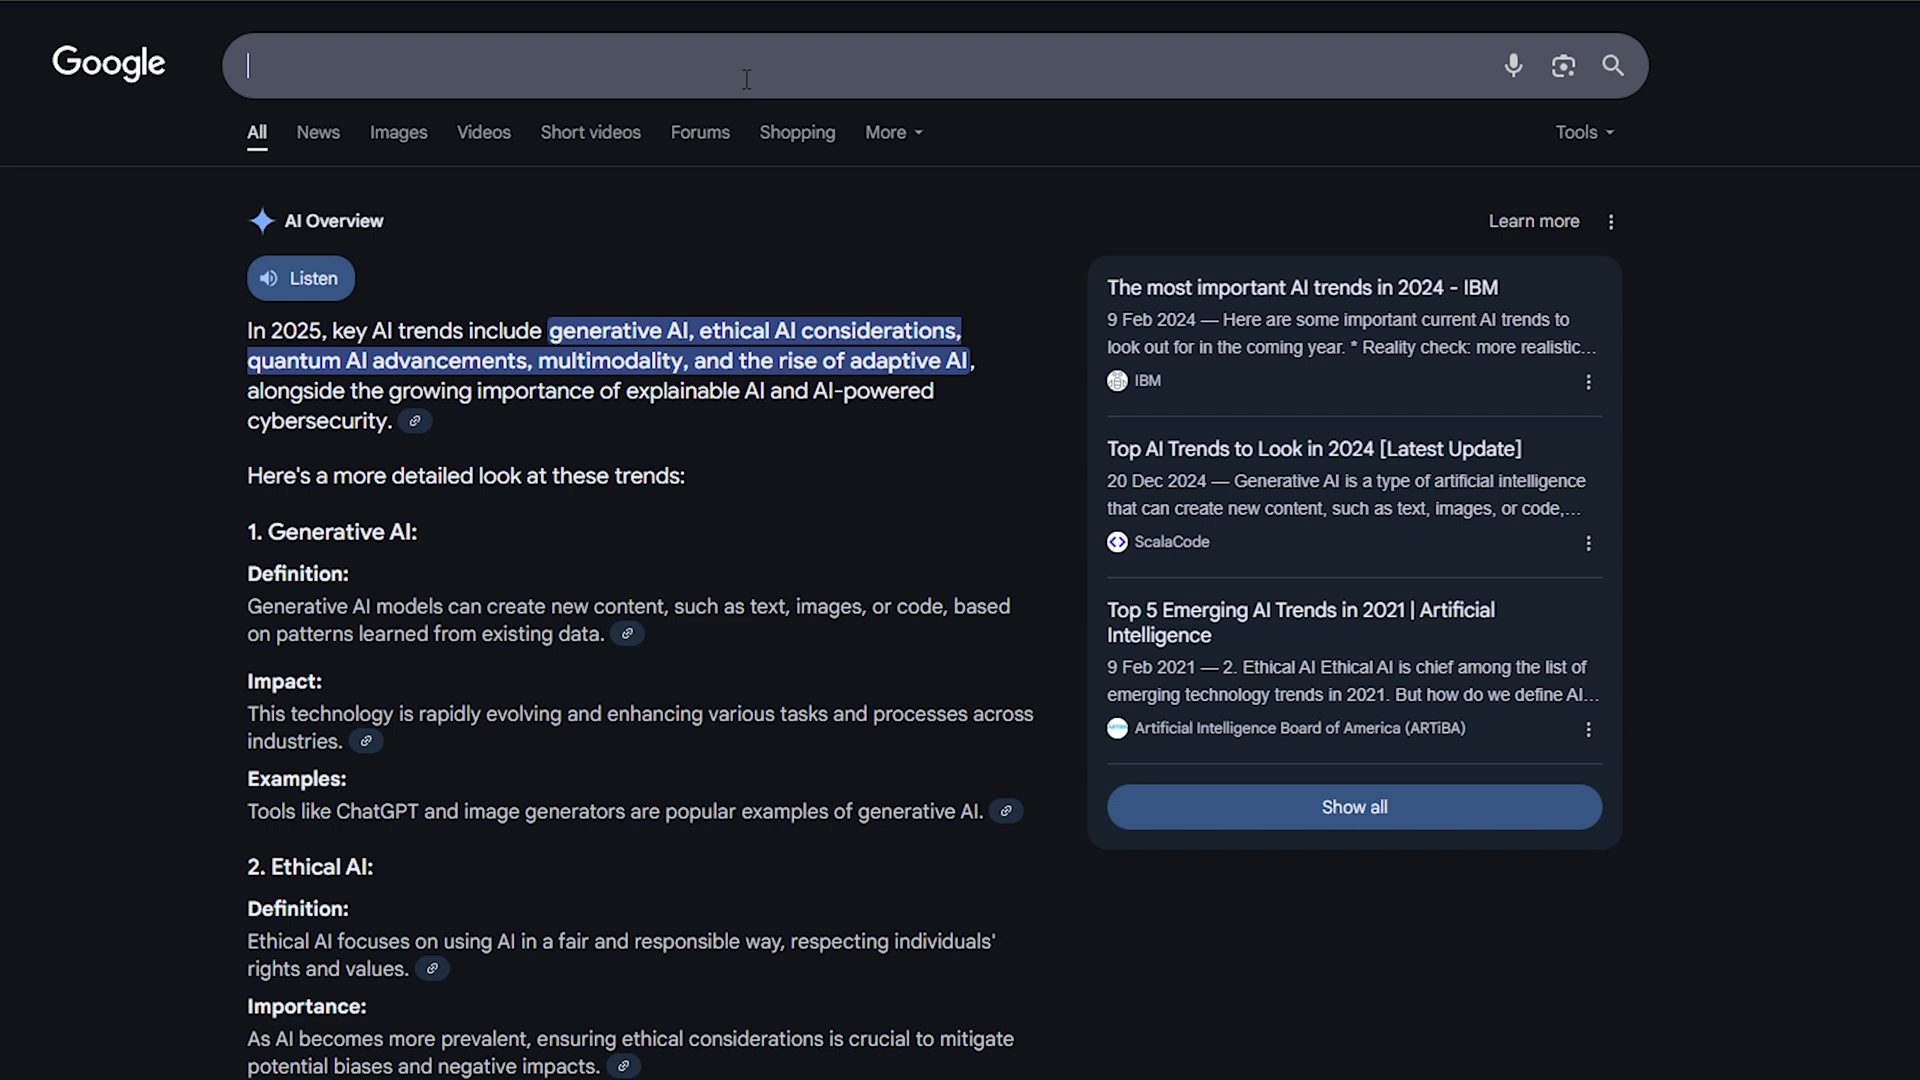 Google
All News Images Videos Short videos Forums Shopping More Tools
AI Overview
Learn more
Listen
In 2025, key AI trends include generative AI, ethical AI considerations,
quantum AI advancements, multimodality, and the rise of adaptive AI,
alongside the growing importance of explainable AI and AI-powered
cybersecurity.
Here's a more detailed look at these trends:
1. Generative AI:
Definition:
Generative AI models can create new content, such as text, images, or code, based
on patterns learned from existing data.
Impact:
This technology is rapidly evolving and enhancing various tasks and processes across
industries.
Examples:
Tools like ChatGPT and image generators are popular examples of generative AI.
2. Ethical AI:
Definition:
Ethical AI focuses on using AI in a fair and responsible way, respecting individuals'
rights and values.
Importance:
As AI becomes more prevalent, ensuring ethical considerations is crucial to mitigate
potential biases and negative impacts.
The most important AI trends in 2024 - IBM
9 Feb 2024 — Here are some important current AI trends to
look out for in the coming year. * Reality check: more realistic...
IBM
Top AI Trends to Look in 2024 [Latest Update]
20 Dec 2024 — Generative AI is a type of artificial intelligence
that can create new content, such as text, images, or code,...
ScalaCode
Top 5 Emerging AI Trends in 2021 | Artificial
Intelligence
9 Feb 2021 — 2. Ethical AI Ethical AI is chief among the list of
emerging technology trends in 2021. But how do we define AI...
Artificial Intelligence Board of America (ARTiBA)
Show all